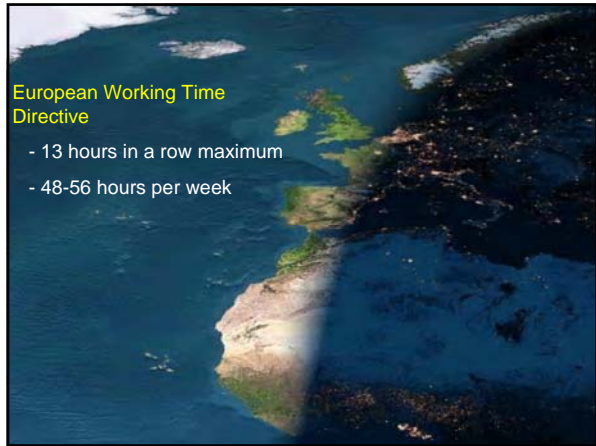 European Working Time
Directive
- 13 hours in a row maximum
- 48-56 hours per week